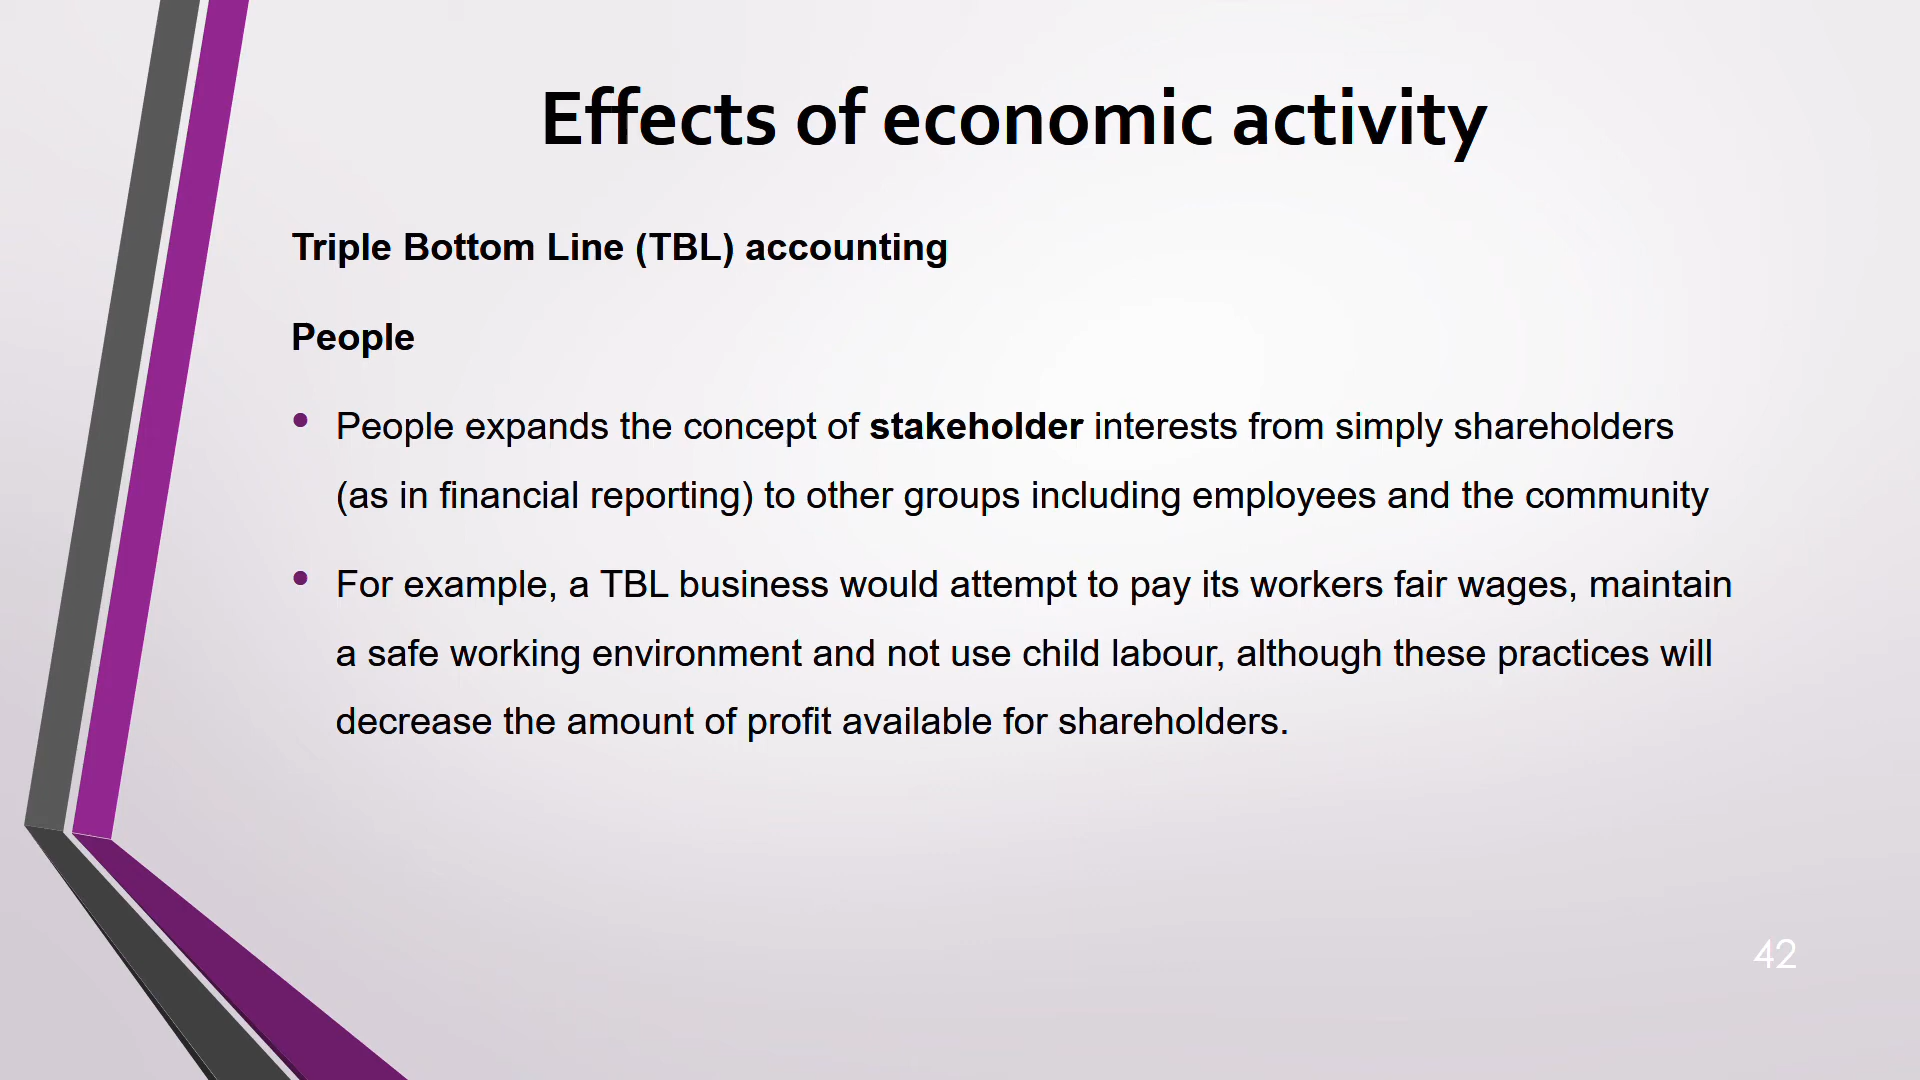 Effects of economic activity
Triple Bottom Line (TBL) accounting
People
• People expands the concept of stakeholder interests from simply shareholders
(as in financial reporting) to other groups including employees and the community
• For example, a TBL business would attempt to pay its workers fair wages, maintain
a safe working environment and not use child labour, although these practices will
decrease the amount of profit available for shareholders.
42